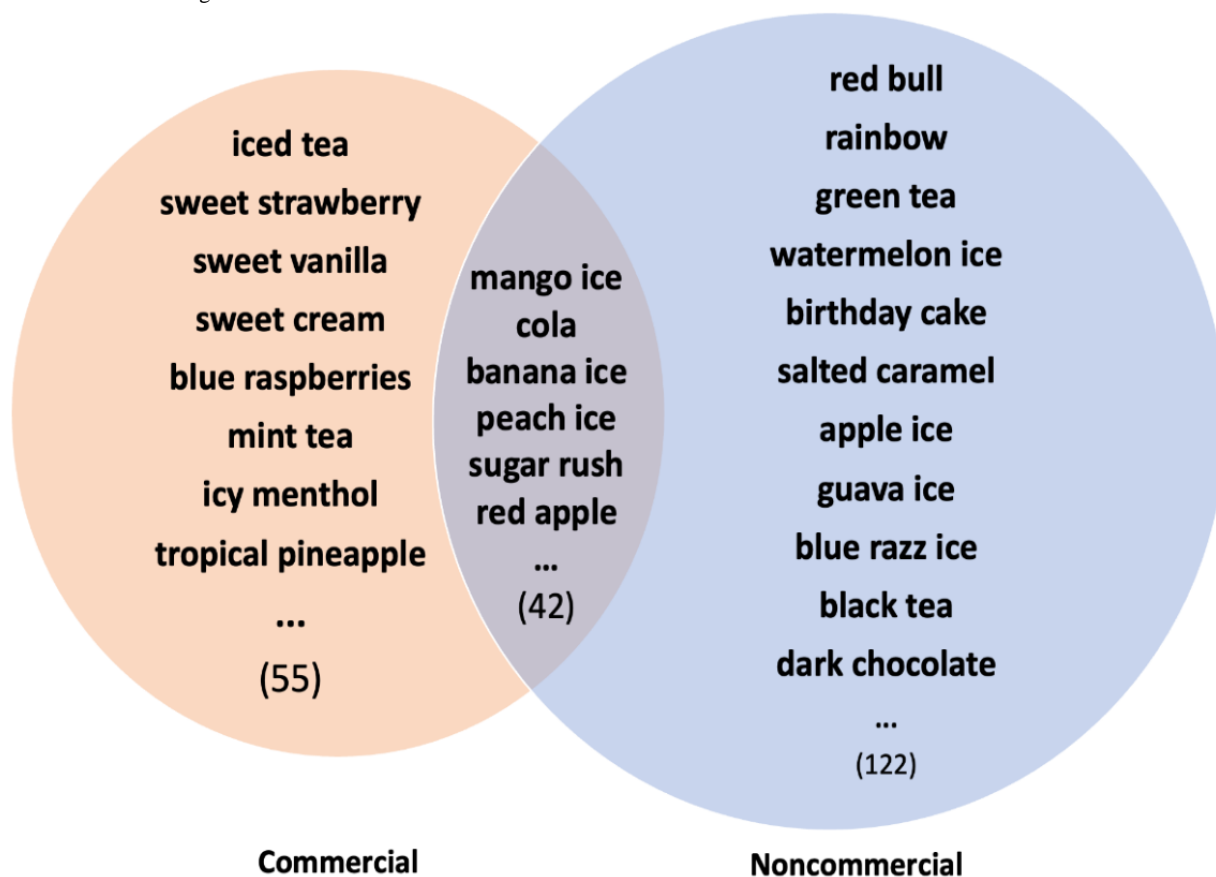 iced tea
sweet strawberry
sweet vanilla
sweet cream
blue raspberries
mint tea
icy menthol
tropical pineapple
...
(55)
mango ice
cola
banana ice
peach ice
sugar rush
red apple
...
(42)
red bull
rainbow
green tea
watermelon ice
birthday cake
salted caramel
apple ice
guava ice
blue razz ice
black tea
dark chocolate
...
(122)
Commercial
Noncommercial